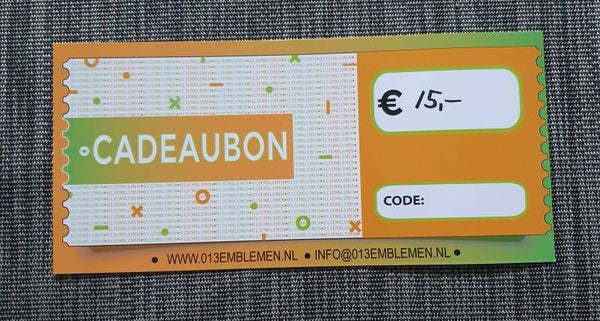 CADEAUBON
€ 15,-
CODE:
• WWW.013EMBLEMEN.NL • INFO@013EMBLEMEN.NL •